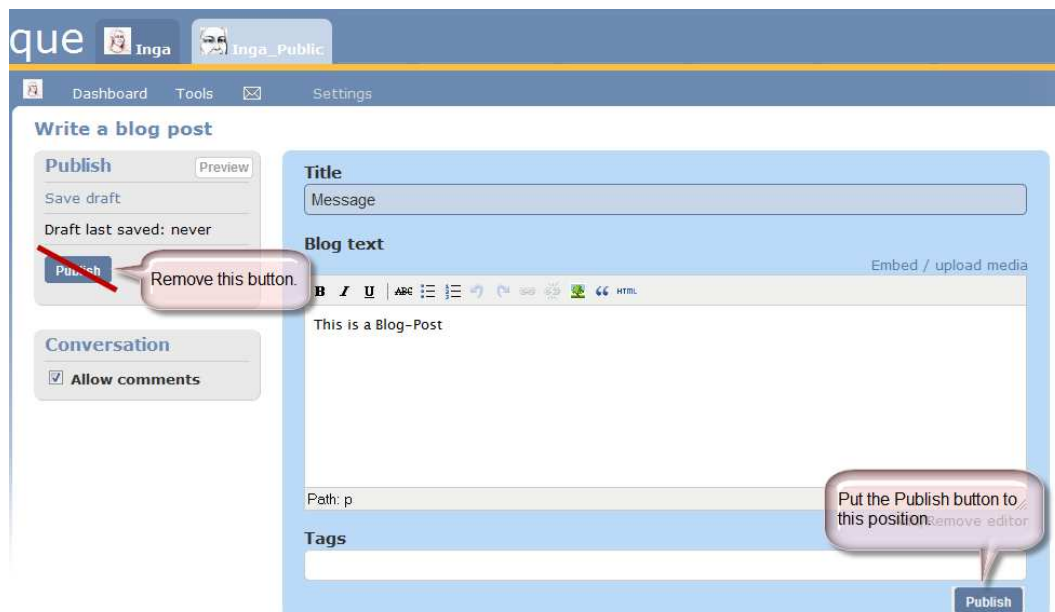 que Inga Inga_Public
Dashboard Tools Settings
Write a blog post
Publish Preview
Save draft
Draft last saved: never
Publish
Remove this button.
Conversation
Allow comments
Title
Message
Blog text
Embed / upload media
B I U ABC HTML
This is a Blog-Post
Path: p
Put the Publish button to
this position.
Remove editor
Tags
Publish